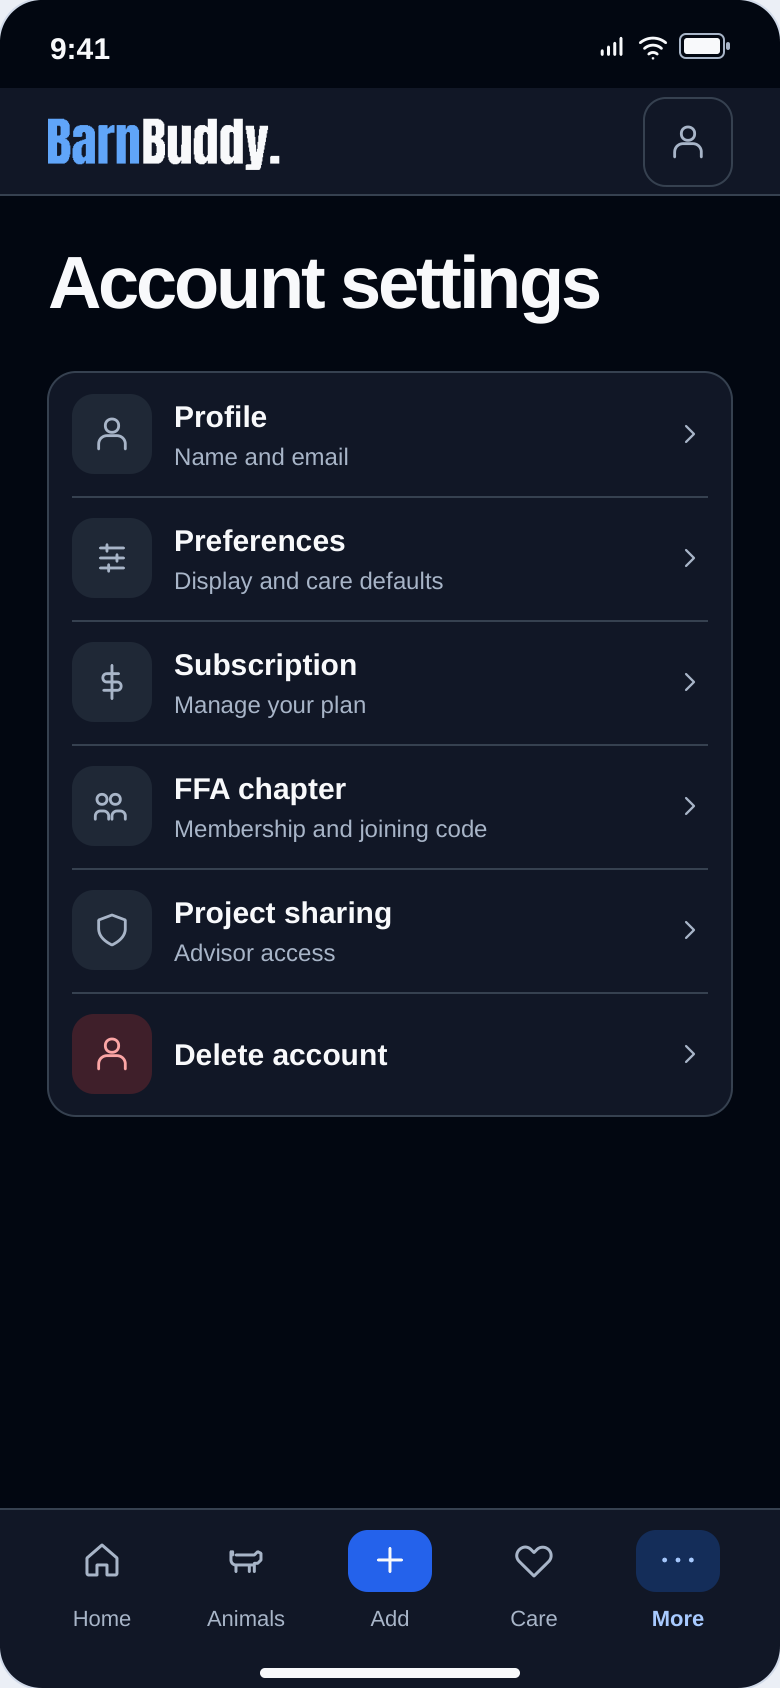 9:41
BarnBuddy.
Account settings
Profile
Name and email
Preferences
Display and care defaults
Subscription
Manage your plan
FFA chapter
Membership and joining code
Project sharing
Advisor access
Delete account
Home
Animals
Add
Care
More